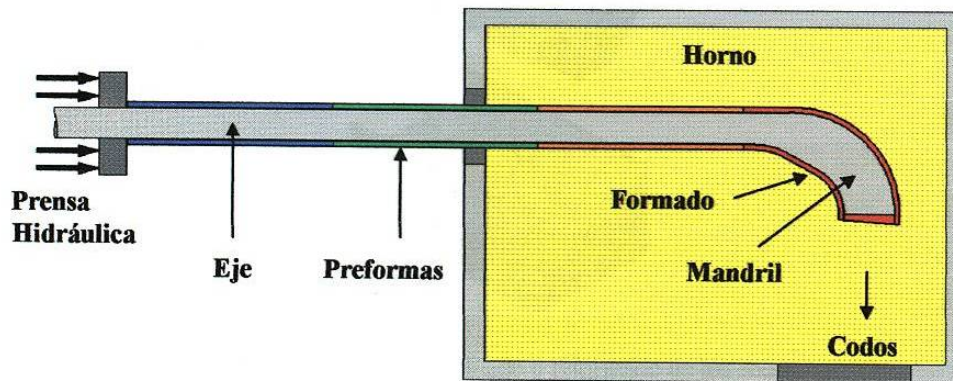 Horno
Prensa
Hidráulica
Eje
Preformas
Formado
Mandril
Codos